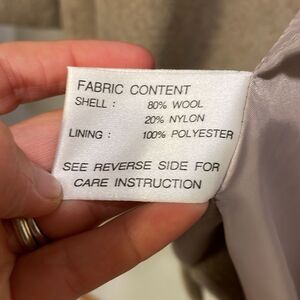 FABRIC CONTENT
SHELL : 80% WOOL
20% NYLON
LINING : 100% POLYESTER
SEE REVERSE SIDE FOR
CARE INSTRUCTION